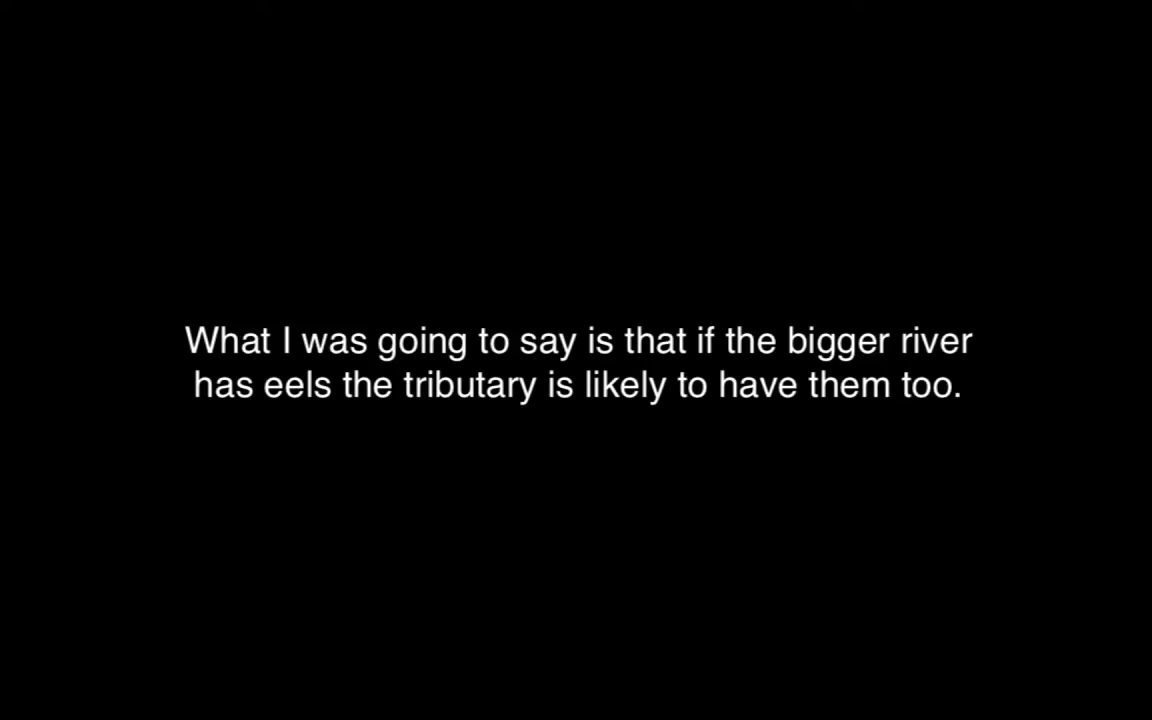 What I was going to say is that if the bigger river
has eels the tributary is likely to have them too.